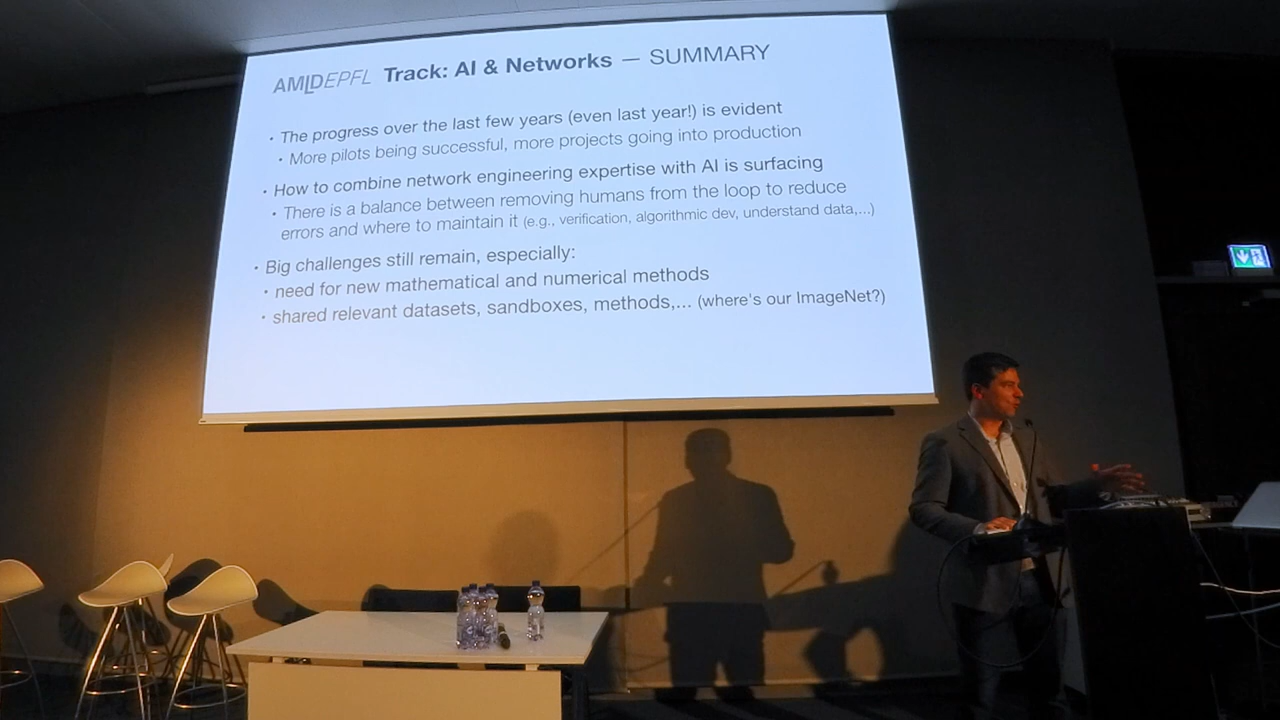 AMLDEPFL Track: AI & Networks — SUMMARY
• The progress over the last few years (even last year!) is evident
• More pilots being successful, more projects going into production
• How to combine network engineering expertise with AI is surfacing
• There is a balance between removing humans from the loop to reduce
errors and where to maintain it (e.g., verification, algorithmic dev, understand data,...)
• Big challenges still remain, especially:
• need for new mathematical and numerical methods
• shared relevant datasets, sandboxes, methods,... (where's our ImageNet?)